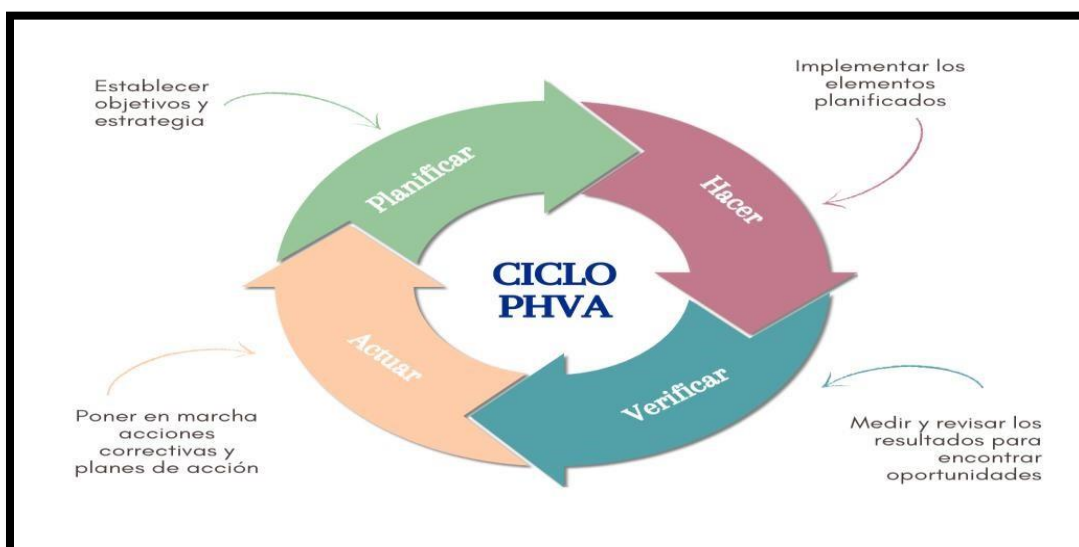 Establecer
objetivos y
estrategia
Implementar los
elementos
planificados
Planificar
Hacer
CICLO
PHVA
Actuar
Verificar
Poner en marcha
acciones
correctivas y
planes de acción
Medir y revisar los
resultados para
encontrar
oportunidades